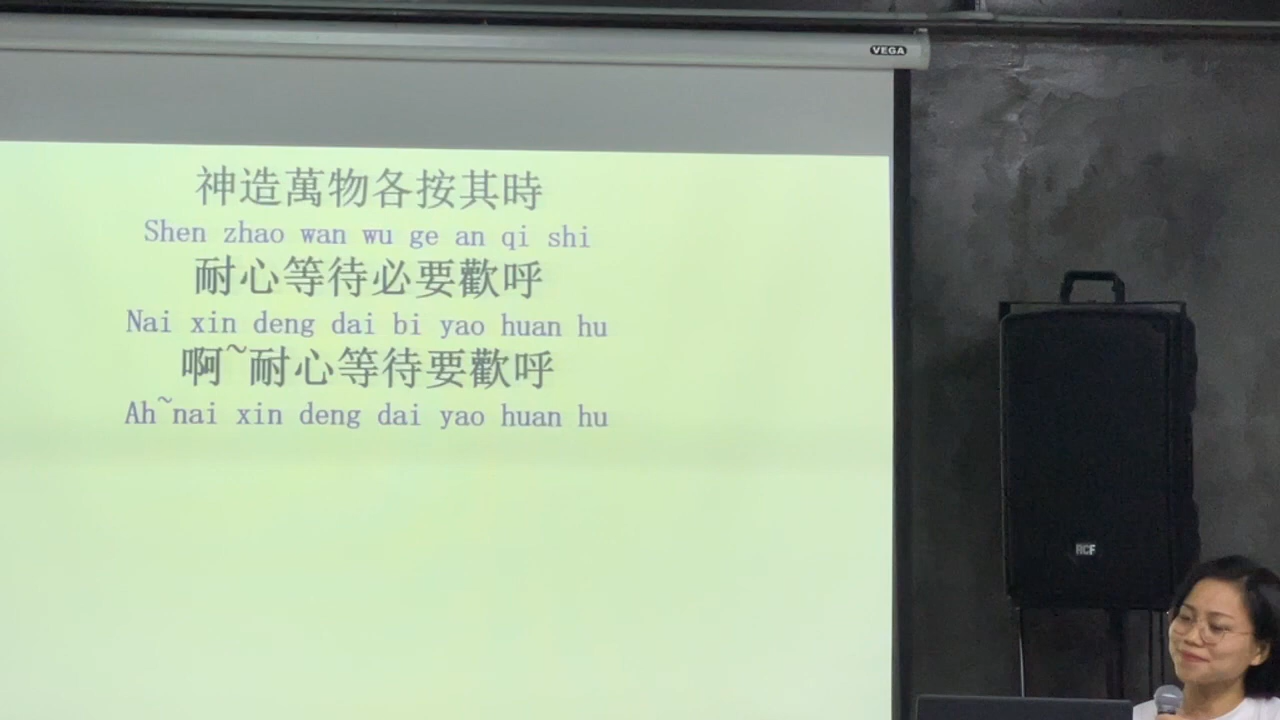 VEGA
神造萬物各按其時
Shen zhao wan wu ge an qi shi
耐心等待必要歡呼
Nai xin deng dai bi yao huan hu
啊~耐心等待要歡呼
Ah~nai xin deng dai yao huan hu
RCF